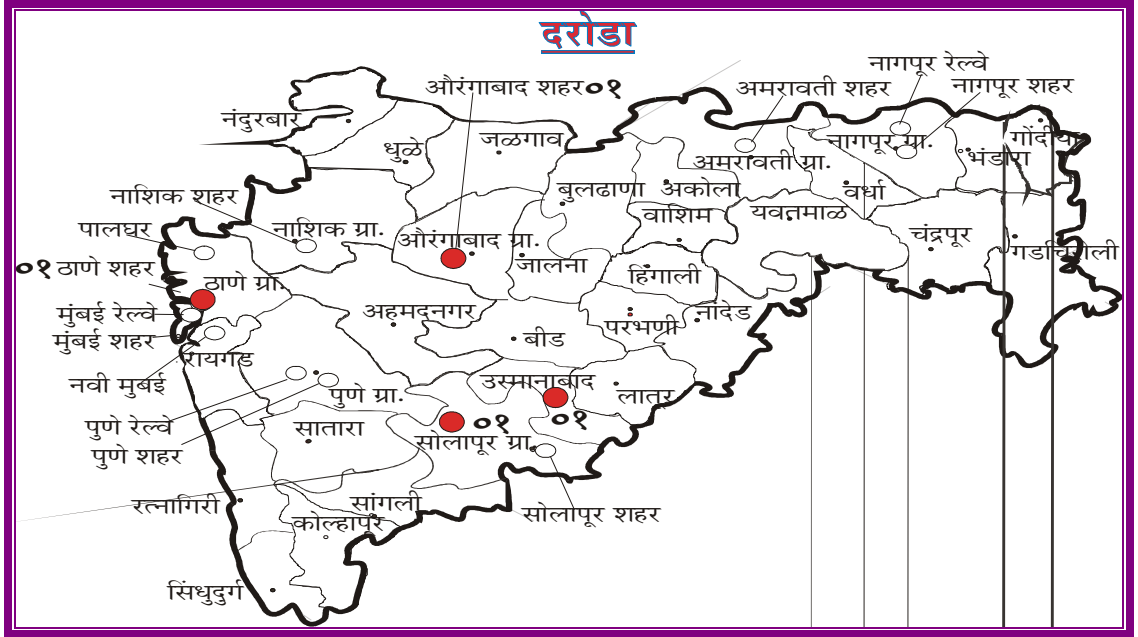 दरोडा
नागपूर रेल्वे
औरंगाबाद शहर०१
अमरावती शहर
नागपूर शहर
नंदुरबार
धुळे
जळगाव
नागपूर ग्रा.
गोंदीया
भंडारा
अमरावती ग्रा.
नाशिक शहर
बुलढाणा
अकोला
वर्धा
पालघर
नाशिक ग्रा.
वाशिम
यवतमाळ
औरंगाबाद ग्रा.
चंद्रपूर
गडचिरोली
०१ ठाणे शहर
जालना
हिंगाली
ठाणे ग्रा.
मुंबई रेल्वे
अहमदनगर
नांदेड
परभणी
मुंबई शहर
बीड
रायगड
नवी मुंबई
उस्मानाबाद
पुणे ग्रा.
लातूर
पुणे रेल्वे
सातारा
०१
०१
सोलापूर ग्रा.
पुणे शहर
रत्नागिरी
सांगली
सोलापूर शहर
कोल्हापूर
सिंधुदुर्ग